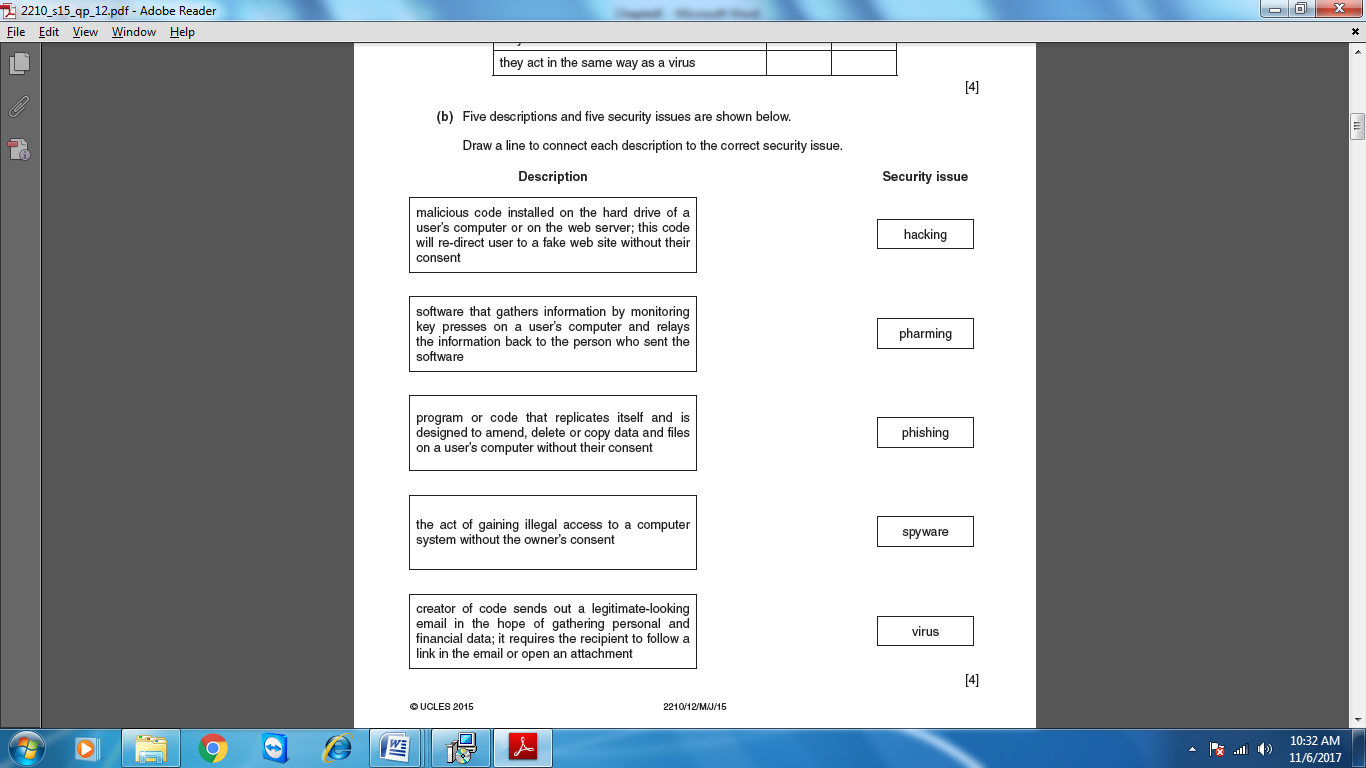 2210_s15_qp_12.pdf - Adobe Reader
File Edit View Window Help
they act in the same way as a virus
[4]
(b) Five descriptions and five security issues are shown below.
Draw a line to connect each description to the correct security issue.
Description
Security issue
malicious code installed on the hard drive of a
user's computer or on the web server; this code
will re-direct user to a fake web site without their
consent
hacking
software that gathers information by monitoring
key presses on a user's computer and relays
the information back to the person who sent the
software
pharming
program or code that replicates itself and is
designed to amend, delete or copy data and files
on a user's computer without their consent
phishing
the act of gaining illegal access to a computer
system without the owner's consent
spyware
creator of code sends out a legitimate-looking
email in the hope of gathering personal and
financial data; it requires the recipient to follow a
link in the email or open an attachment
virus
[4]
© UCLES 2015
2210/12/M/J/15
10:32 AM
11/6/2017